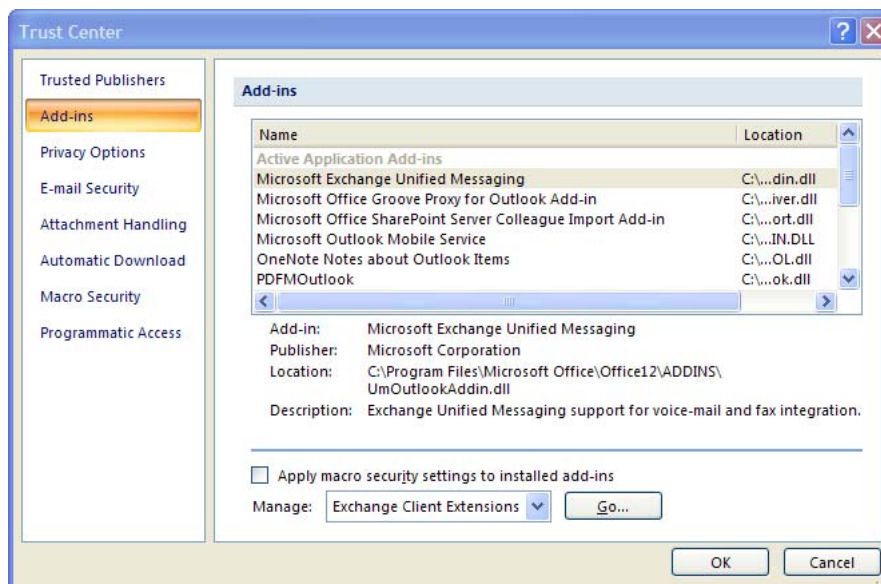 Trust Center
Trusted Publishers
Add-ins
Privacy Options
E-mail Security
Attachment Handling
Automatic Download
Macro Security
Programmatic Access
Add-ins
Name Location
Active Application Add-ins
Microsoft Exchange Unified Messaging C:\...din.dll
Microsoft Office Groove Proxy for Outlook Add-in C:\...iver.dll
Microsoft Office SharePoint Server Colleague Import Add-in C:\...ort.dll
Microsoft Outlook Mobile Service C:\...IN.DLL
OneNote Notes about Outlook Items C:\...OL.dll
PDFMOutlook C:\...ok.dll
Add-in: Microsoft Exchange Unified Messaging
Publisher: Microsoft Corporation
Location: C:\Program Files\Microsoft Office\Office12\ADDINS\
UmOutlookAddin.dll
Description: Exchange Unified Messaging support for voice-mail and fax integration.
Apply macro security settings to installed add-ins
Manage: Exchange Client Extensions Go...
OK Cancel